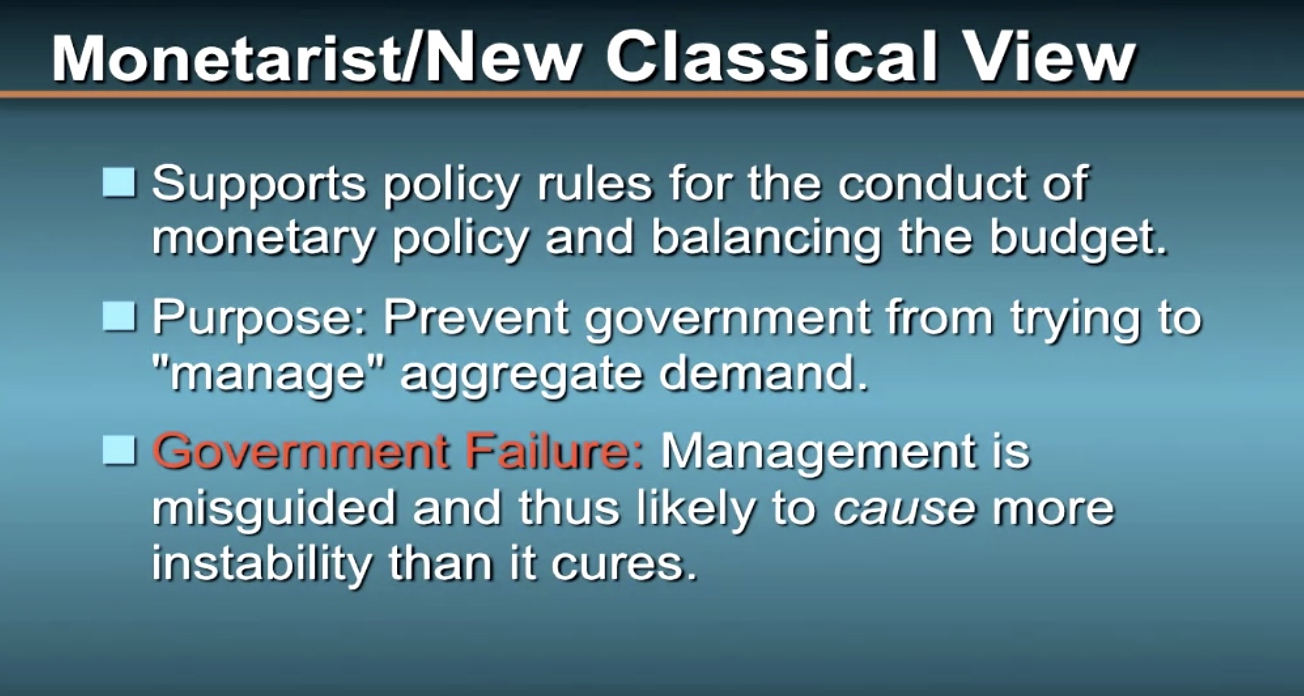 Monetarist/New Classical View
Supports policy rules for the conduct of
monetary policy and balancing the budget.
Purpose: Prevent government from trying to
"manage" aggregate demand.
Government Failure: Management is
misguided and thus likely to cause more
instability than it cures.